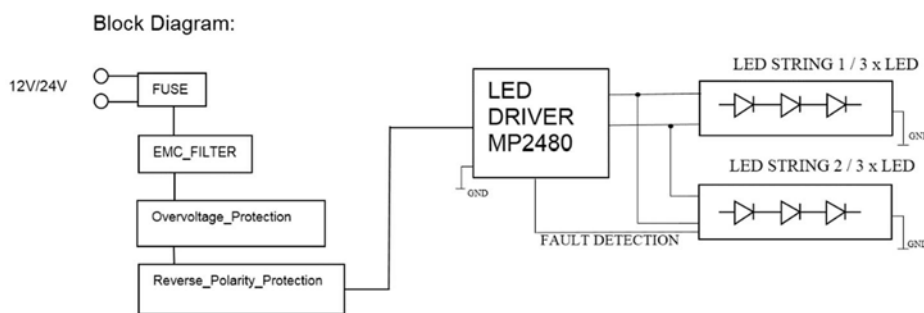 Block Diagram:
12V/24V
FUSE
EMC_FILTER
Overvoltage_Protection
Reverse_Polarity_Protection
LED
DRIVER
MP2480
GND
FAULT DETECTION
LED STRING 1 / 3 x LED
GND
LED STRING 2 / 3 x LED
GND